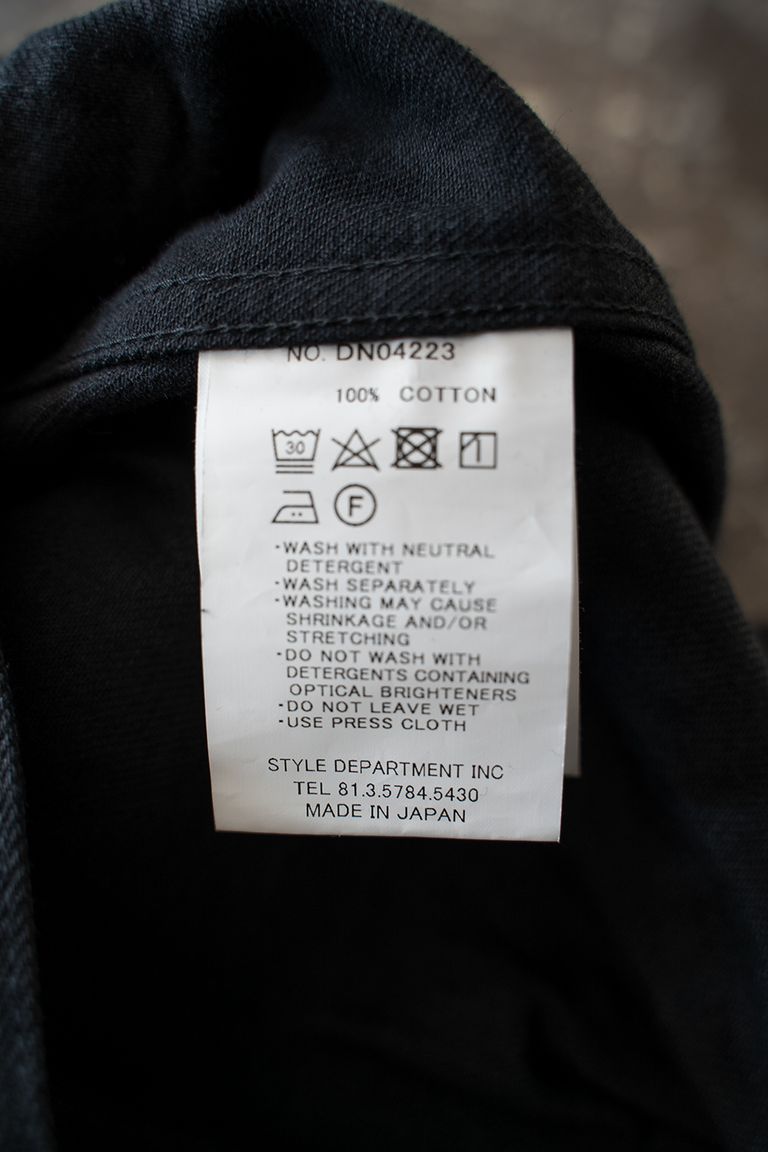 NO. DN04223
100% COTTON
30
F
·WASH WITH NEUTRAL
DETERGENT
·WASH SEPARATELY
·WASHING MAY CAUSE
SHRINKAGE AND/OR
STRETCHING
·DO NOT WASH WITH
DETERGENTS CONTAINING
OPTICAL BRIGHTENERS
·DO NOT LEAVE WET
·USE PRESS CLOTH
STYLE DEPARTMENT INC
TEL 81.3.5784.5430
MADE IN JAPAN